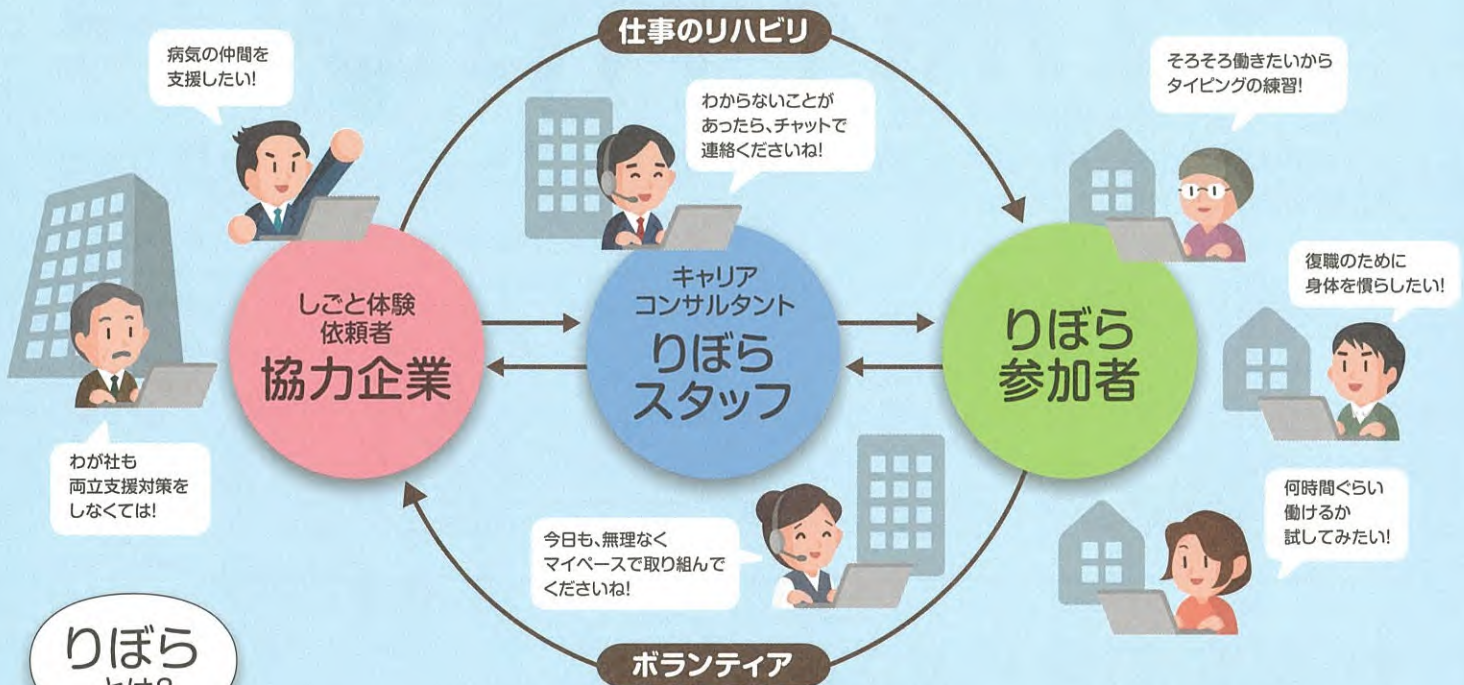 仕事のリハビリ
病気の仲間を
支援したい!
わからないことが
あったら、チャットで
連絡くださいね!
そろそろ働きたいから
タイピングの練習!
しごと体験
依頼者
協力企業
キャリア
コンサルタント
りぼら
スタッフ
りぼら
参加者
復職のために
身体を慣らしたい!
わが社も
両立支援対策を
しなくては!
今日も、無理なく
マイペースで取り組んで
くださいね!
何時間ぐらい
働けるか
試してみたい!
ボランティア
りぼら
とは?